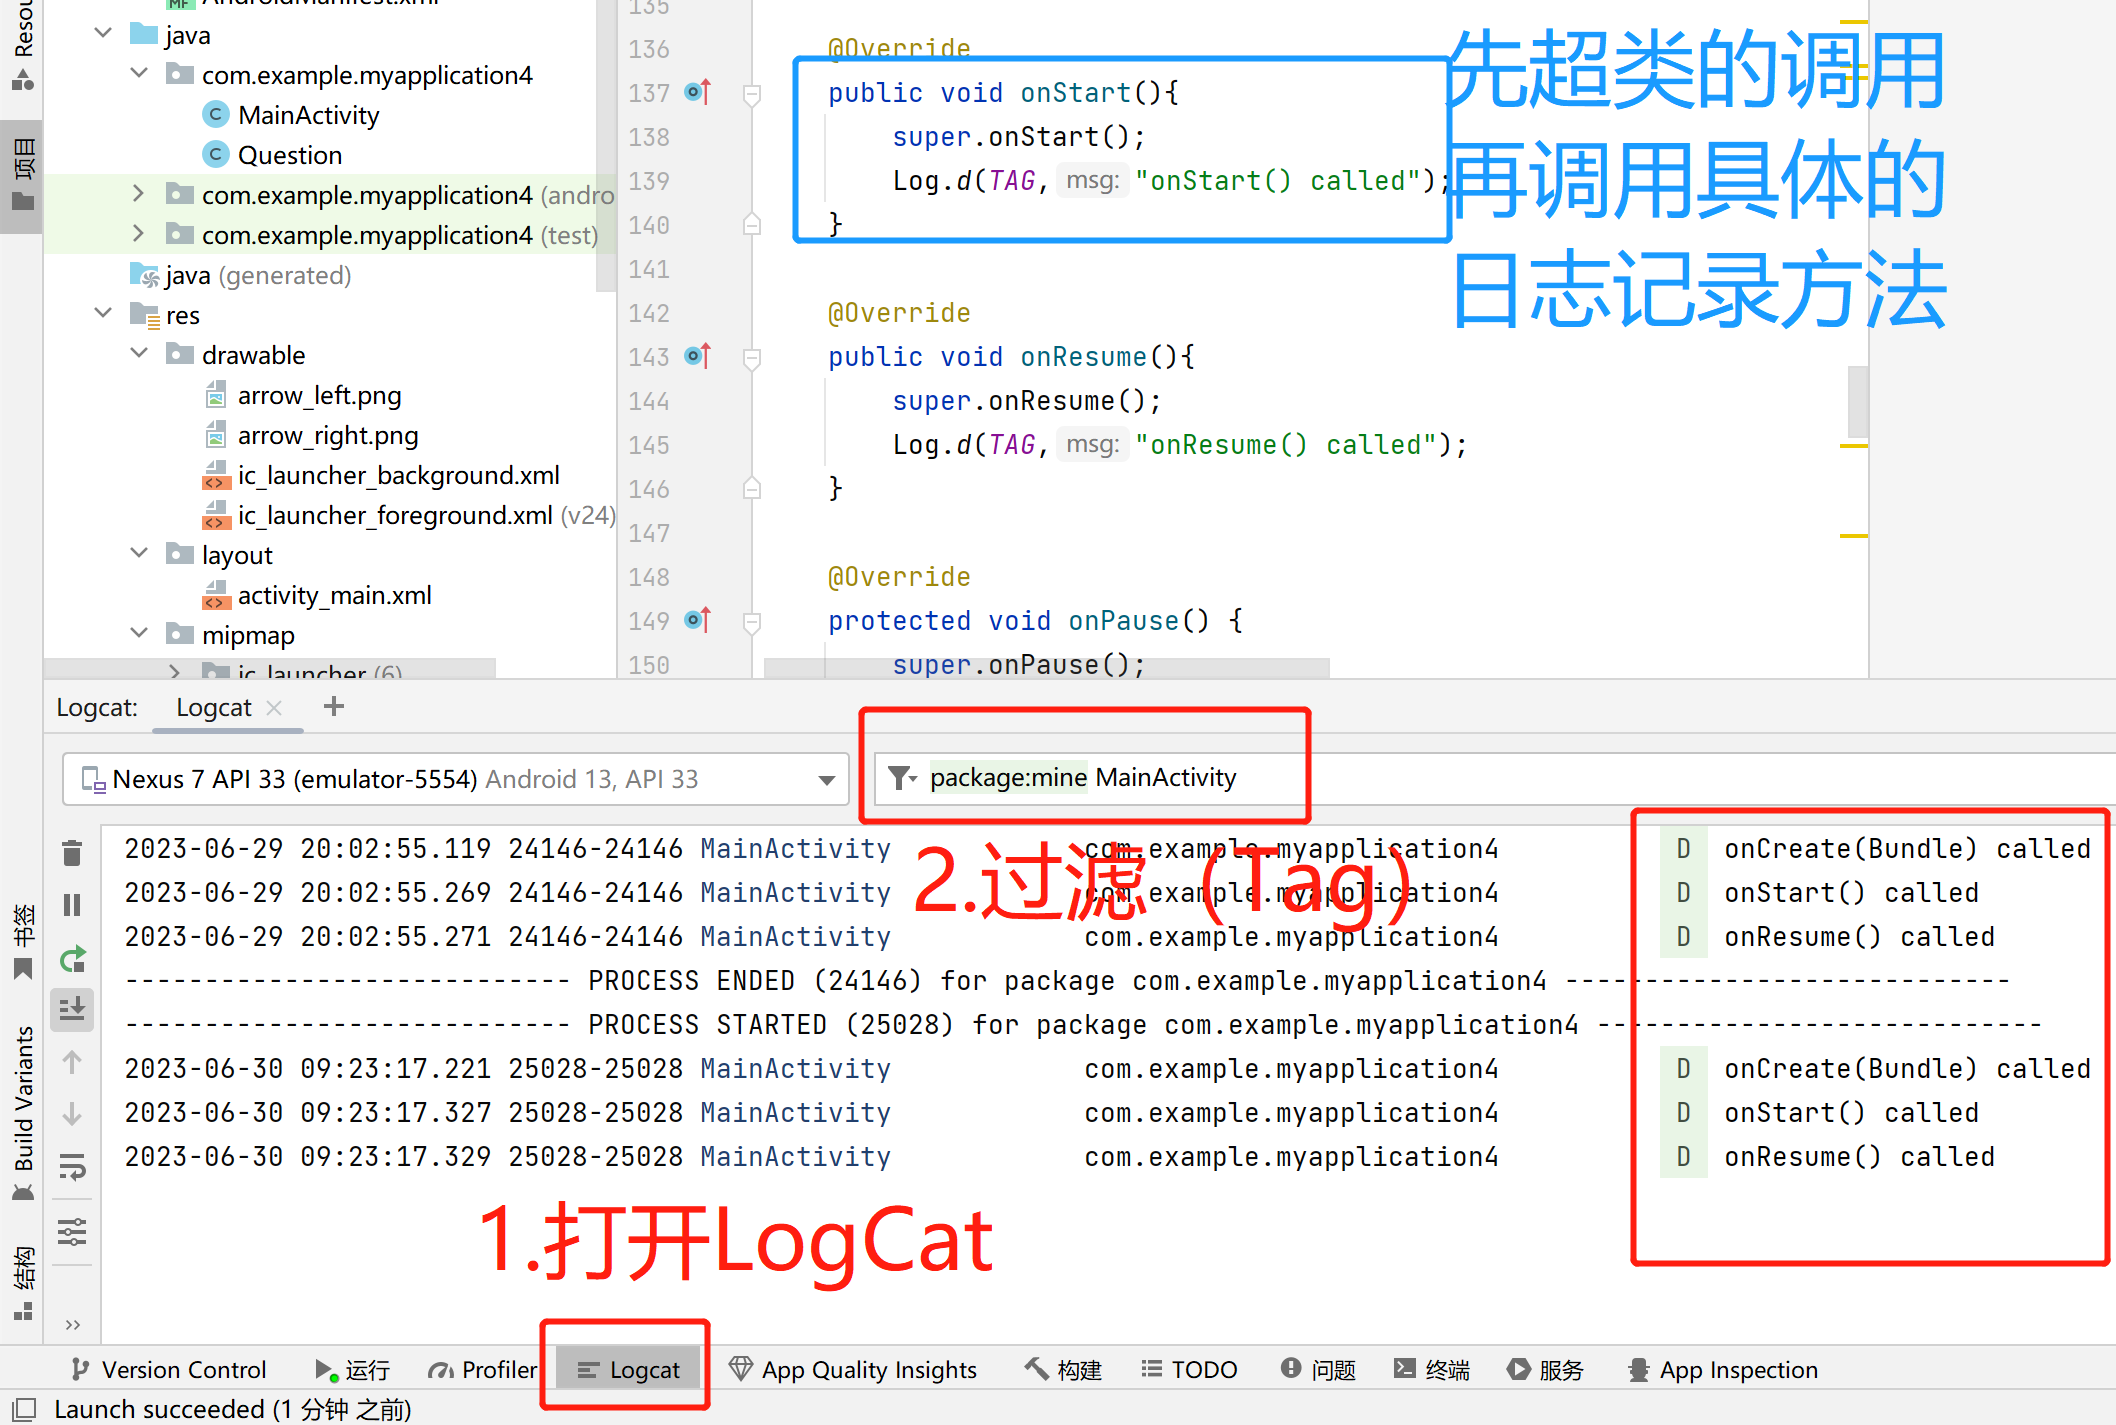 Resou
项目
AndroidManifest.xml
java
com.example.myapplication4
MainActivity
Question
com.example.myapplication4 (andro
com.example.myapplication4 (test)
java (generated)
res
drawable
arrow_left.png
arrow_right.png
ic_launcher_background.xml
ic_launcher_foreground.xml (v24)
layout
activity_main.xml
mipmap
ic_launcher (6)
135
136 @Override
137 public void onStart(){
138 super.onStart();
139 Log.d(TAG, msg: "onStart() called");
140 }
141
142 @Override
143 public void onResume(){
144 super.onResume();
145 Log.d(TAG, msg: "onResume() called");
146 }
147
148 @Override
149 protected void onPause() {
150 super.onPause();
先超类的调用
再调用具体的
日志记录方法
Logcat: Logcat
Nexus 7 API 33 (emulator-5554) Android 13, API 33
package:mine MainActivity
2023-06-29 20:02:55.119 24146-24146 MainActivity com.example.myapplication4 D onCreate(Bundle) called
2023-06-29 20:02:55.269 24146-24146 MainActivity com.example.myapplication4 D onStart() called
2023-06-29 20:02:55.271 24146-24146 MainActivity com.example.myapplication4 D onResume() called
---------------------------- PROCESS ENDED (24146) for package com.example.myapplication4 ----------------------------
---------------------------- PROCESS STARTED (25028) for package com.example.myapplication4 ----------------------------
2023-06-30 09:23:17.221 25028-25028 MainActivity com.example.myapplication4 D onCreate(Bundle) called
2023-06-30 09:23:17.327 25028-25028 MainActivity com.example.myapplication4 D onStart() called
2023-06-30 09:23:17.329 25028-25028 MainActivity com.example.myapplication4 D onResume() called
2.过滤（Tag）
1.打开LogCat
书签
Build Variants
结构
Version Control 运行 Profiler Logcat App Quality Insights 构建 TODO 问题 终端 服务 App Inspection
Launch succeeded (1 分钟 之前)